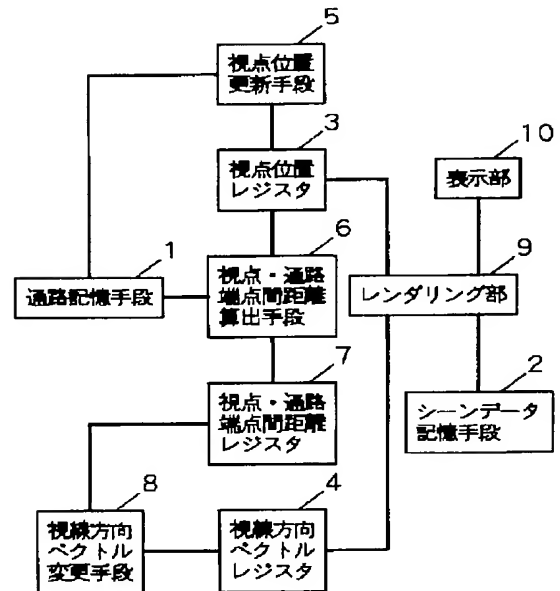 5
視点位置
更新手段
3
視点位置
レジスタ
10
表示部
6
視点・通路
端点間距離
算出手段
1
通路記憶手段
9
レンダリング部
7
視点・通路
端点間距離
レジスタ
2
シーンデータ
記憶手段
8
視線方向
ベクトル
変更手段
4
視線方向
ベクトル
レジスタ